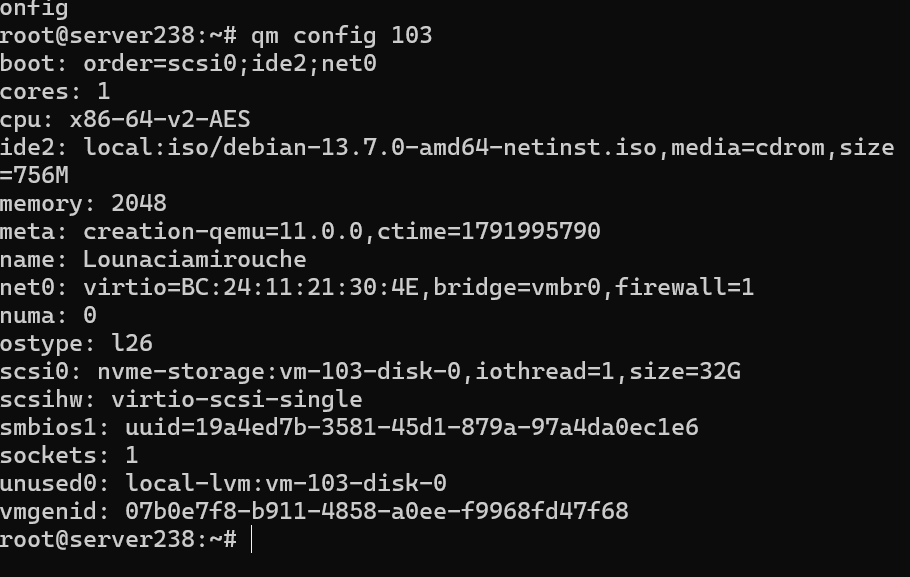 onfig
root@server238:~# qm config 103
boot: order=scsi0;ide2;net0
cores: 1
cpu: x86-64-v2-AES
ide2: local:iso/debian-13.7.0-amd64-netinst.iso,media=cdrom,size
=756M
memory: 2048
meta: creation-qemu=11.0.0,ctime=1791995790
name: Lounaciamirouche
net0: virtio=BC:24:11:21:30:4E,bridge=vmbr0,firewall=1
numa: 0
ostype: l26
scsi0: nvme-storage:vm-103-disk-0,iothread=1,size=32G
scsihw: virtio-scsi-single
smbios1: uuid=19a4ed7b-3581-45d1-879a-97a4da0ec1e6
sockets: 1
unused0: local-lvm:vm-103-disk-0
vmgenid: 07b0e7f8-b911-4858-a0ee-f9968fd47f68
root@server238:~#